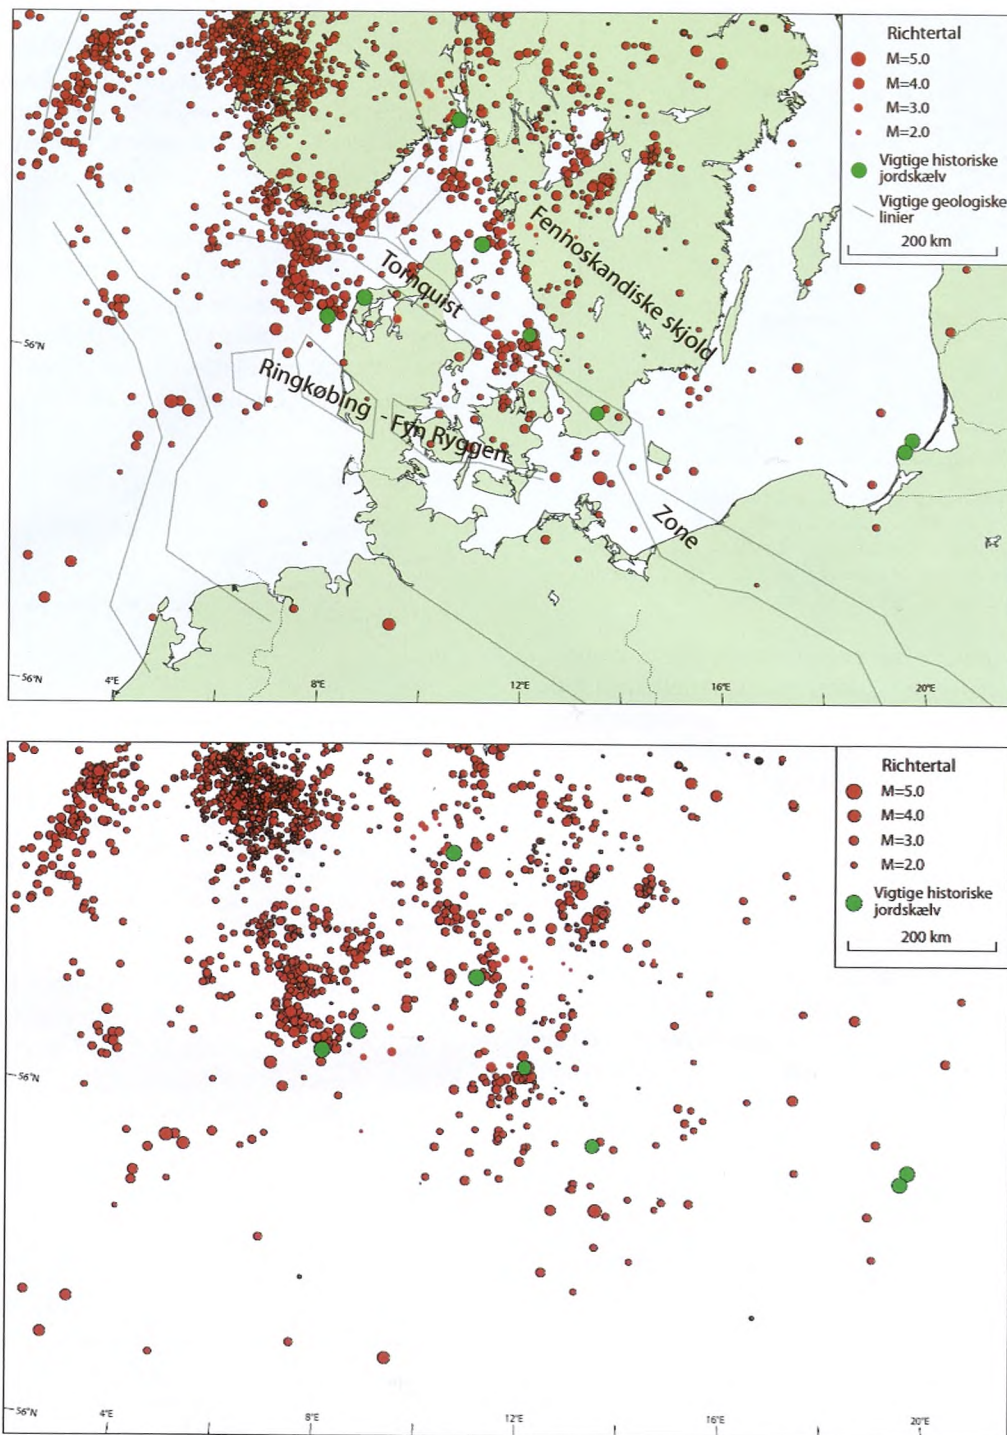 Richtertal
M=5.0
M=4.0
M=3.0
M=2.0
Vigtige historiske
jordskælv
Vigtige geologiske
linier
200 km
Fennoskandiske skjold
Tornquist
Zone
Ringkøbing - Fyn Ryggen
56°N
56°N
4°E
8°E
12°E
16°E
20°E
Richtertal
M=5.0
M=4.0
M=3.0
M=2.0
Vigtige historiske
jordskælv
200 km
56°N
56°N
4°E
8°E
12°E
16°E
20°E